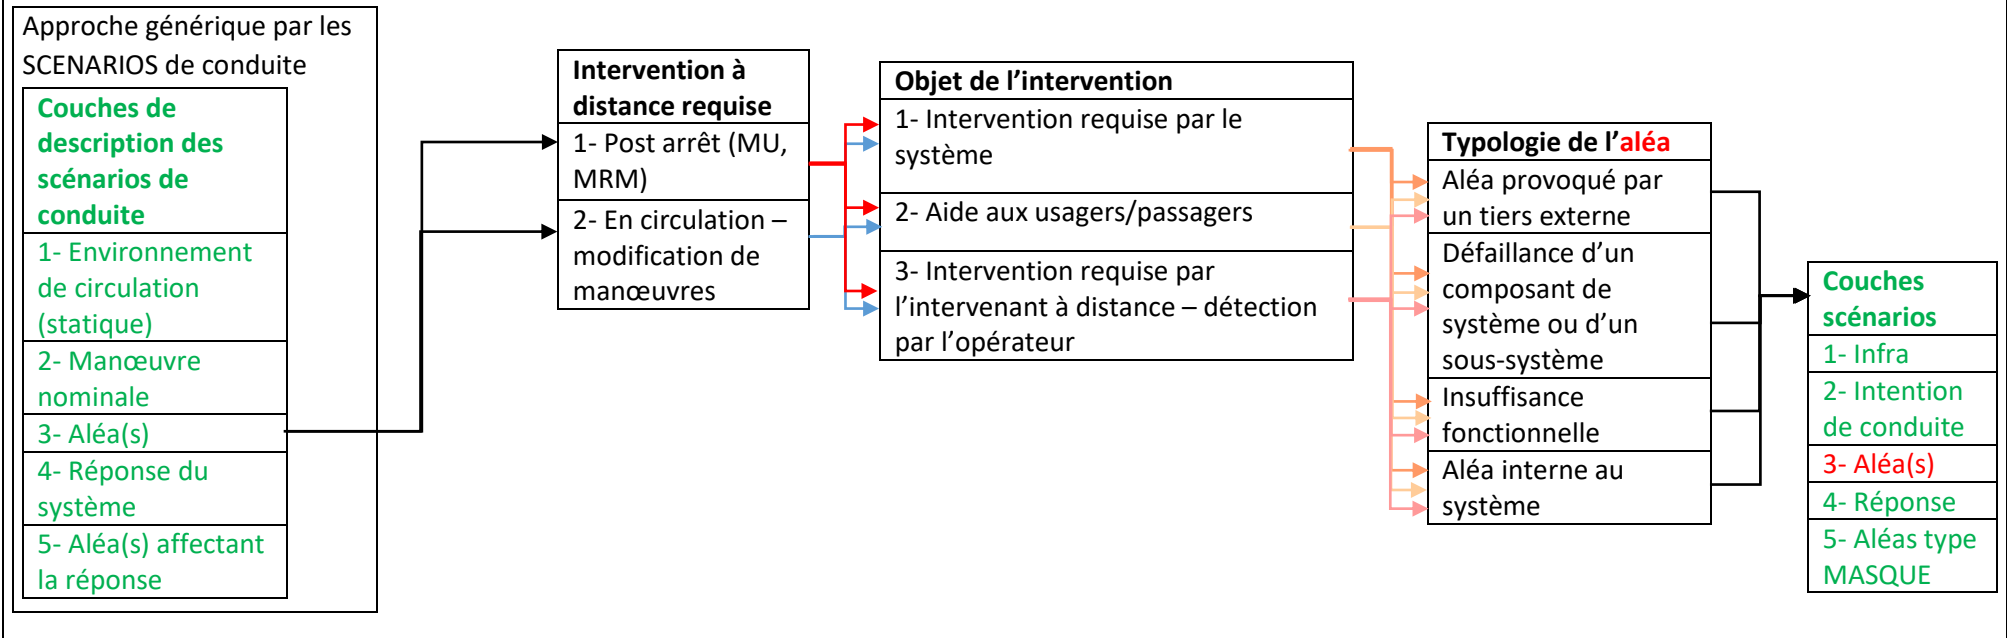 Approche générique par les
SCENARIOS de conduite
Couches de
description des
scénarios de
conduite
1- Environnement
de circulation
(statique)
2- Manœuvre
nominale
3- Aléa(s)
4- Réponse du
système
5- Aléa(s) affectant
la réponse
Intervention à
distance requise
1- Post arrêt (MU,
MRM)
2- En circulation –
modification de
manœuvres
Objet de l’intervention
1- Intervention requise par le
système
2- Aide aux usagers/passagers
3- Intervention requise par
l’intervenant à distance – détection
par l’opérateur
Typologie de l’aléa
Aléa provoqué par
un tiers externe
Défaillance d’un
composant de
système ou d’un
sous-système
Insuffisance
fonctionnelle
Aléa interne au
système
Couches
scénarios
1- Infra
2- Intention
de conduite
3- Aléa(s)
4- Réponse
5- Aléas type
MASQUE